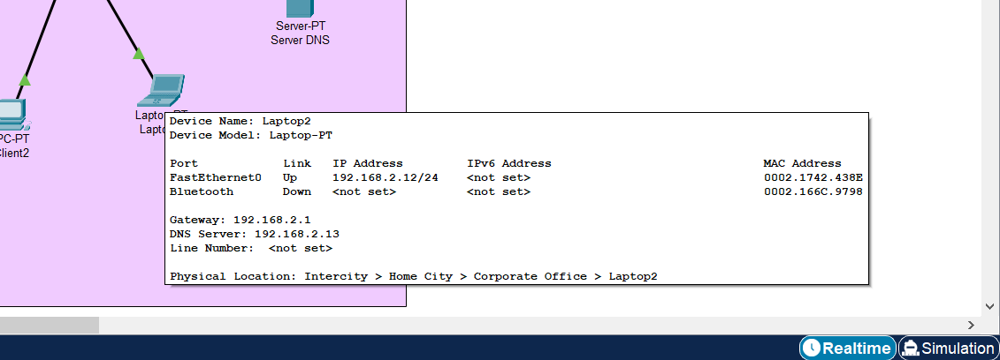 Server-PT
Server DNS
PC-PT
Client2
Device Name: Laptop2
Device Model: Laptop-PT
Port Link IP Address IPv6 Address MAC Address
FastEthernet0 Up 192.168.2.12/24 <not set> 0002.1742.438E
Bluetooth Down <not set> <not set> 0002.166C.9798
Gateway: 192.168.2.1
DNS Server: 192.168.2.13
Line Number: <not set>
Physical Location: Intercity > Home City > Corporate Office > Laptop2
Realtime
Simulation